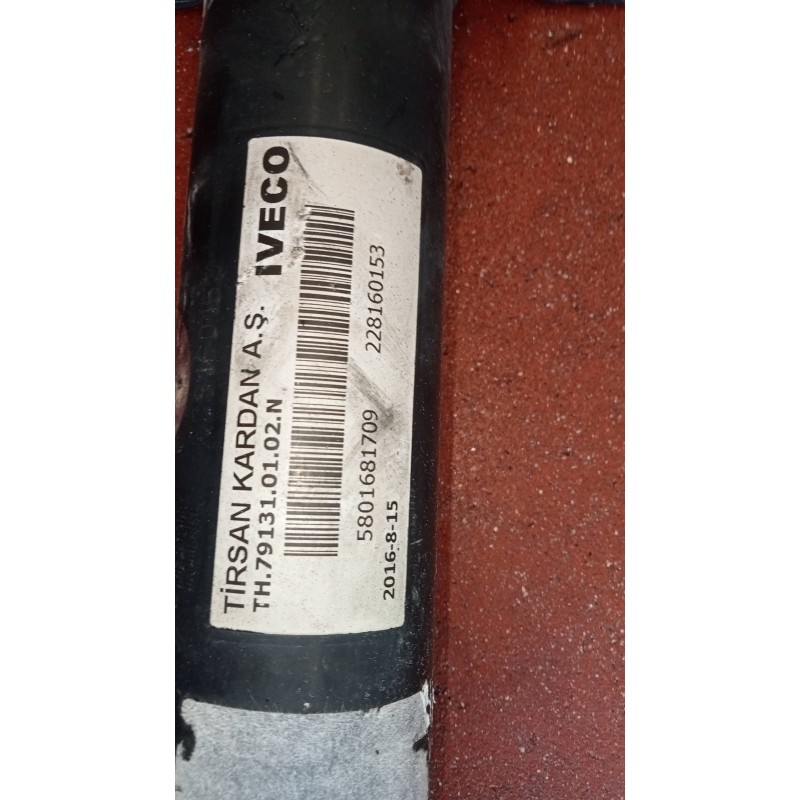 TİRSAN KARDAN A.Ş. IVECO
TH.79131.01.02.N
5801681709 228160153
2016-8-15